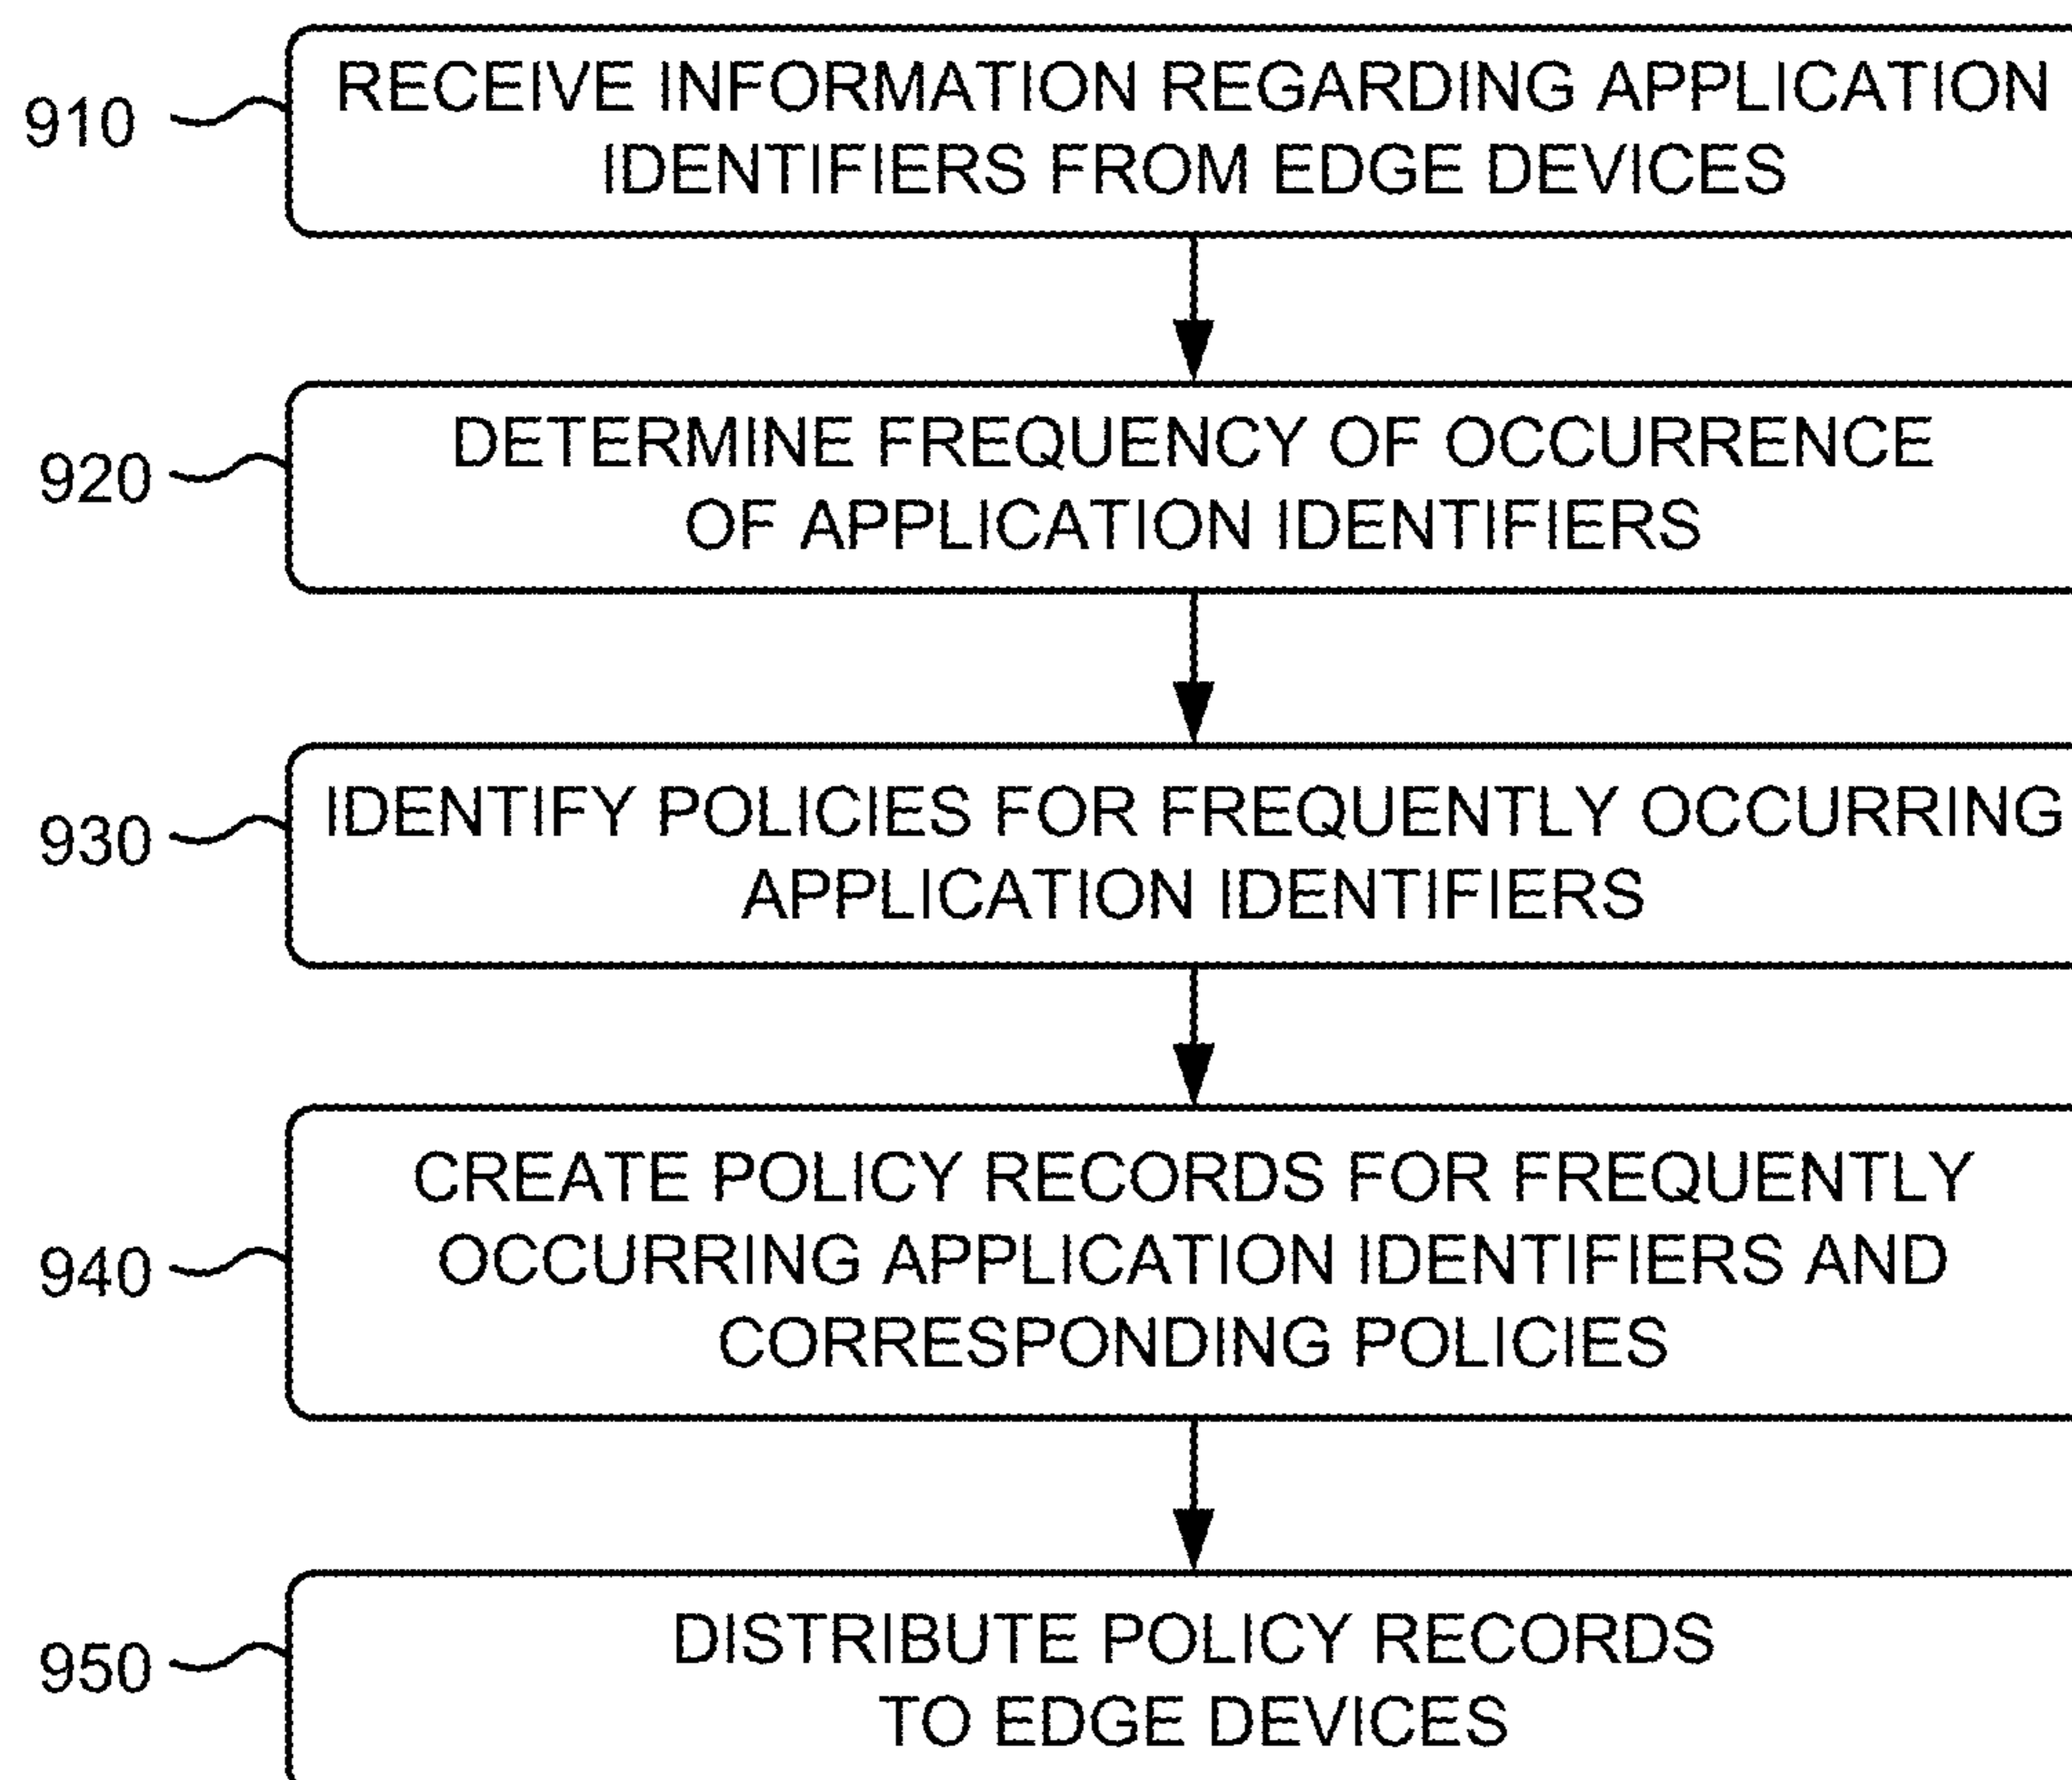 910
RECEIVE INFORMATION REGARDING APPLICATION
IDENTIFIERS FROM EDGE DEVICES
920
DETERMINE FREQUENCY OF OCCURRENCE
OF APPLICATION IDENTIFIERS
930
IDENTIFY POLICIES FOR FREQUENTLY OCCURRING
APPLICATION IDENTIFIERS
940
CREATE POLICY RECORDS FOR FREQUENTLY
OCCURRING APPLICATION IDENTIFIERS AND
CORRESPONDING POLICIES
950
DISTRIBUTE POLICY RECORDS
TO EDGE DEVICES